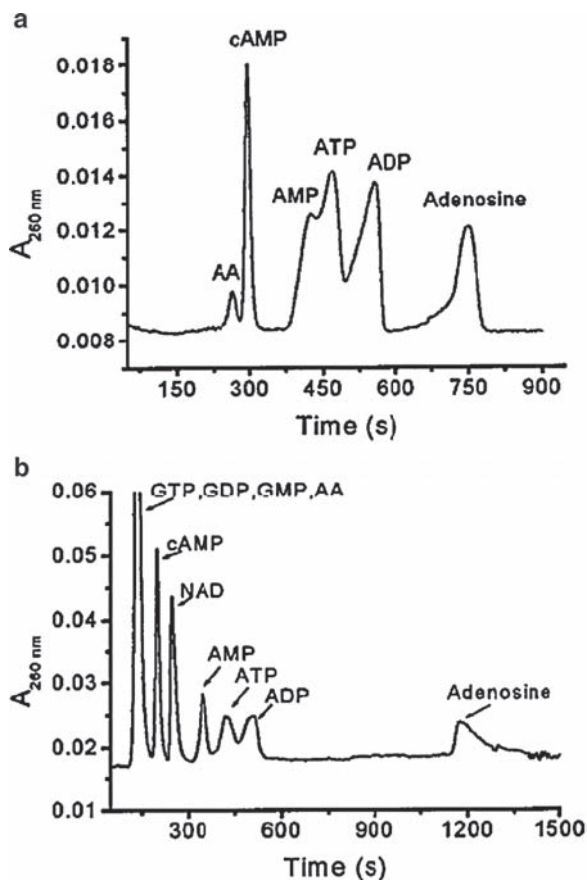 a
cAMP
0.018
0.016
ATP
ADP
0.014
AMP
Adenosine
0.012
AA
0.010
0.008
A260 nm
150 300 450 600 750 900
Time (s)
b
0.06
GTP,GDP,GMP,AA
0.05
cAMP
NAD
0.04
AMP
0.03
ATP
ADP
Adenosine
0.02
0.01
A260 nm
300 600 900 1200 1500
Time (s)